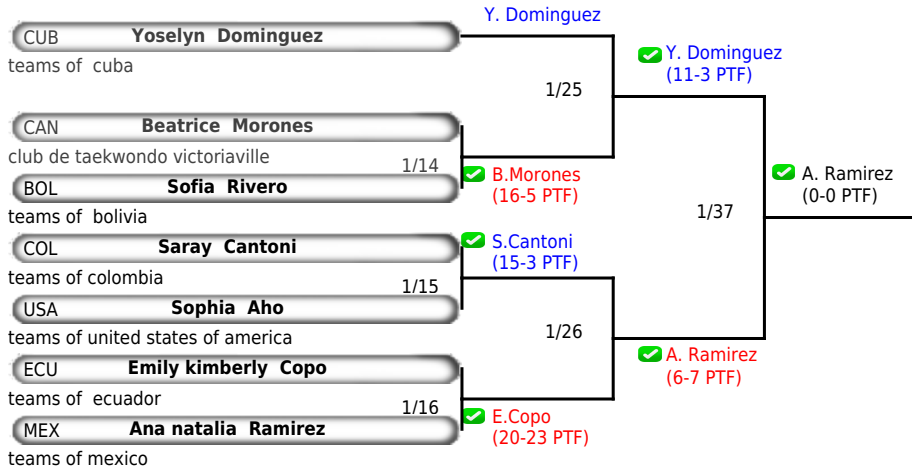 Y. Dominguez
CUB Yoselyn Dominguez
teams of cuba
Y. Dominguez
(11-3 PTF)
1/25
CAN Beatrice Morones
club de taekwondo victoriaville
1/14
BOL Sofia Rivero
teams of bolivia
B.Morones
(16-5 PTF)
A. Ramirez
(0-0 PTF)
1/37
COL Saray Cantoni
teams of colombia
S.Cantoni
(15-3 PTF)
1/15
USA Sophia Aho
teams of united states of america
1/26
ECU Emily kimberly Copo
teams of ecuador
A. Ramirez
(6-7 PTF)
1/16
MEX Ana natalia Ramirez
teams of mexico
E.Copo
(20-23 PTF)